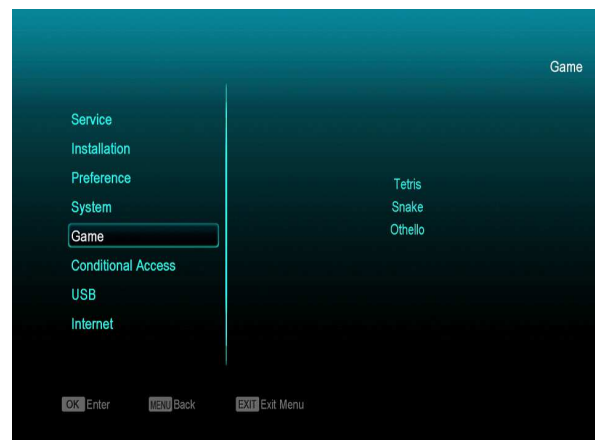 Game
Service
Installation
Preference
System
Game
Conditional Access
USB
Internet
Tetris
Snake
Othello
OK Enter MENU Back EXIT Exit Menu